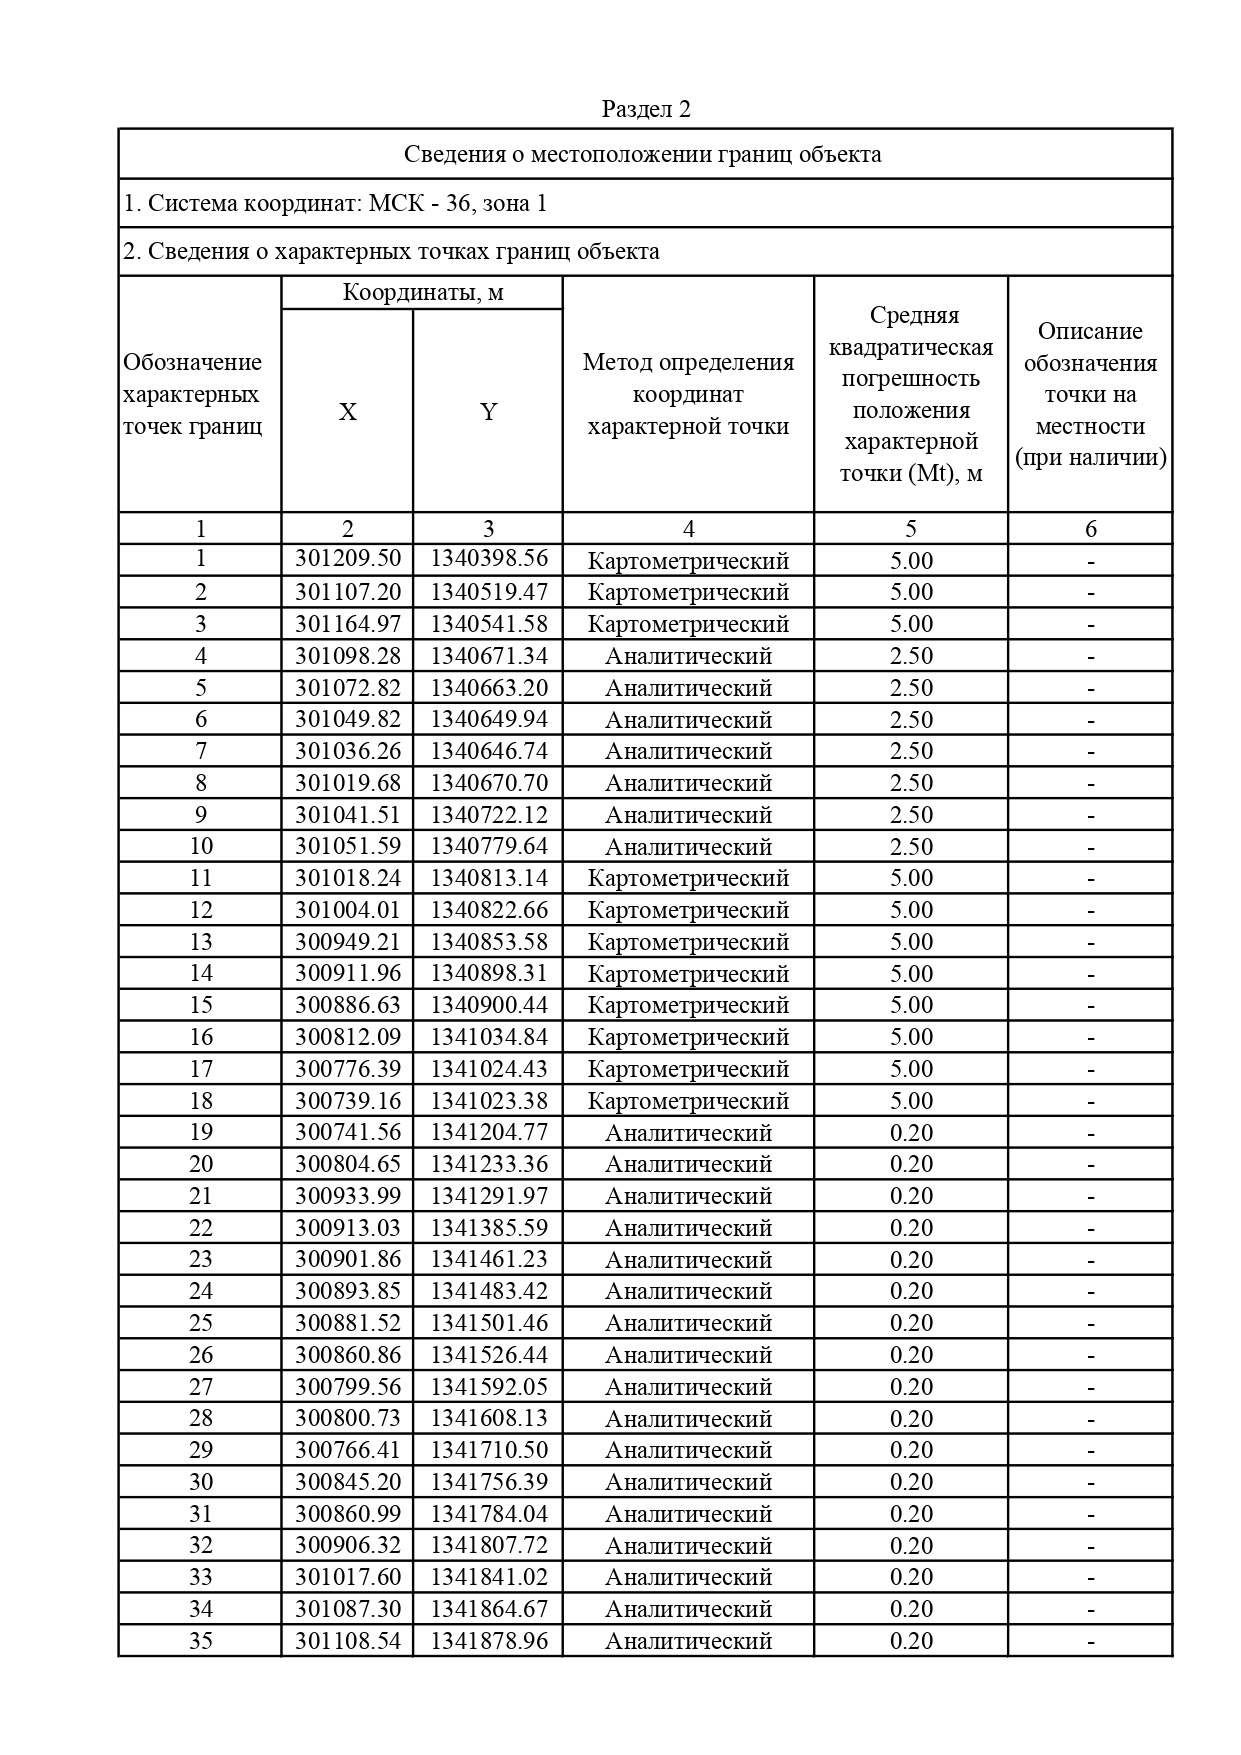 Раздел 2
Сведения о местоположении границ объекта
1. Система координат: МСК - 36, зона 1
2. Сведения о характерных точках границ объекта
Обозначение
характерных
точек границ
Координаты, м
X Y
Метод определения
координат
характерной точки
Средняя
квадратическая
погрешность
положения
характерной
точки (Mt), м
Описание
обозначения
точки на
местности
(при наличии)
1 2 3 4 5 6
1 301209.50 1340398.56 Картометрический 5.00 -
2 301107.20 1340519.47 Картометрический 5.00 -
3 301164.97 1340541.58 Картометрический 5.00 -
4 301098.28 1340671.34 Аналитический 2.50 -
5 301072.82 1340663.20 Аналитический 2.50 -
6 301049.82 1340649.94 Аналитический 2.50 -
7 301036.26 1340646.74 Аналитический 2.50 -
8 301019.68 1340670.70 Аналитический 2.50 -
9 301041.51 1340722.12 Аналитический 2.50 -
10 301051.59 1340779.64 Аналитический 2.50 -
11 301018.24 1340813.14 Картометрический 5.00 -
12 301004.01 1340822.66 Картометрический 5.00 -
13 300949.21 1340853.58 Картометрический 5.00 -
14 300911.96 1340898.31 Картометрический 5.00 -
15 300886.63 1340900.44 Картометрический 5.00 -
16 300812.09 1341034.84 Картометрический 5.00 -
17 300776.39 1341024.43 Картометрический 5.00 -
18 300739.16 1341023.38 Картометрический 5.00 -
19 300741.56 1341204.77 Аналитический 0.20 -
20 300804.65 1341233.36 Аналитический 0.20 -
21 300933.99 1341291.97 Аналитический 0.20 -
22 300913.03 1341385.59 Аналитический 0.20 -
23 300901.86 1341461.23 Аналитический 0.20 -
24 300893.85 1341483.42 Аналитический 0.20 -
25 300881.52 1341501.46 Аналитический 0.20 -
26 300860.86 1341526.44 Аналитический 0.20 -
27 300799.56 1341592.05 Аналитический 0.20 -
28 300800.73 1341608.13 Аналитический 0.20 -
29 300766.41 1341710.50 Аналитический 0.20 -
30 300845.20 1341756.39 Аналитический 0.20 -
31 300860.99 1341784.04 Аналитический 0.20 -
32 300906.32 1341807.72 Аналитический 0.20 -
33 301017.60 1341841.02 Аналитический 0.20 -
34 301087.30 1341864.67 Аналитический 0.20 -
35 301108.54 1341878.96 Аналитический 0.20 -